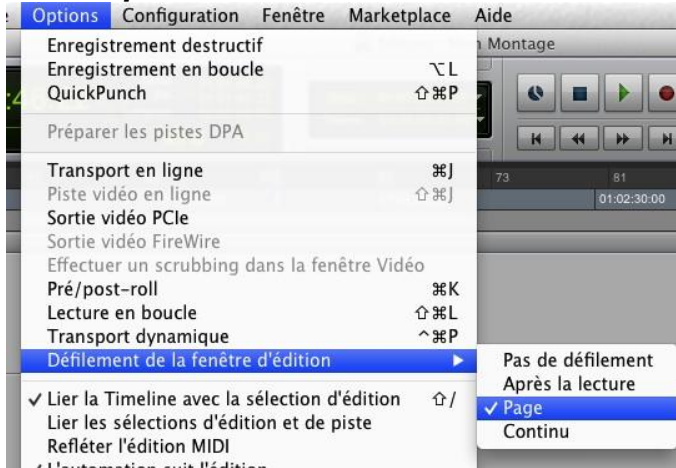 Options Configuration Fenêtre Marketplace Aide
Enregistrement destructif
Montage
Enregistrement en boucle ⌥L
QuickPunch ⇧⌘P
Préparer les pistes DPA
Transport en ligne ⌘J
73 81
Piste vidéo en ligne ⇧⌘J
01:02:30:00
Sortie vidéo PCIe
Sortie vidéo FireWire
Effectuer un scrubbing dans la fenêtre Vidéo
Pré/post-roll ⌘K
Lecture en boucle ⇧⌘L
Transport dynamique ^⌘P
Défilement de la fenêtre d'édition ▶
Pas de défilement
Après la lecture
✓ Page
Continu
✓ Lier la Timeline avec la sélection d'édition ⇧/
Lier les sélections d'édition et de piste
Refléter l'édition MIDI
✓ L'automation suit l'édition